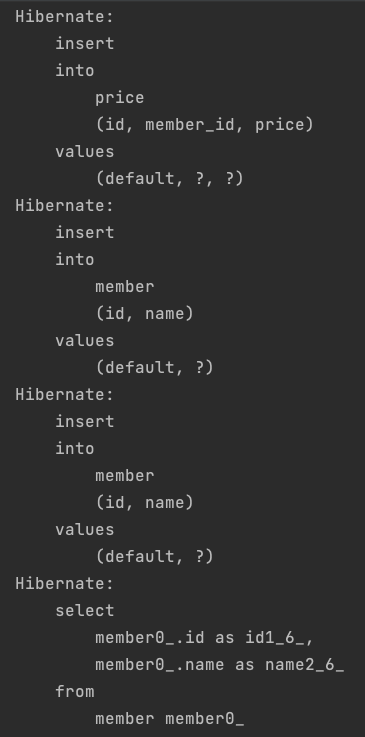 Hibernate:
    insert
    into
        price
        (id, member_id, price)
    values
        (default, ?, ?)
Hibernate:
    insert
    into
        member
        (id, name)
    values
        (default, ?)
Hibernate:
    insert
    into
        member
        (id, name)
    values
        (default, ?)
Hibernate:
    select
        member0_.id as id1_6_,
        member0_.name as name2_6_
    from
        member member0_